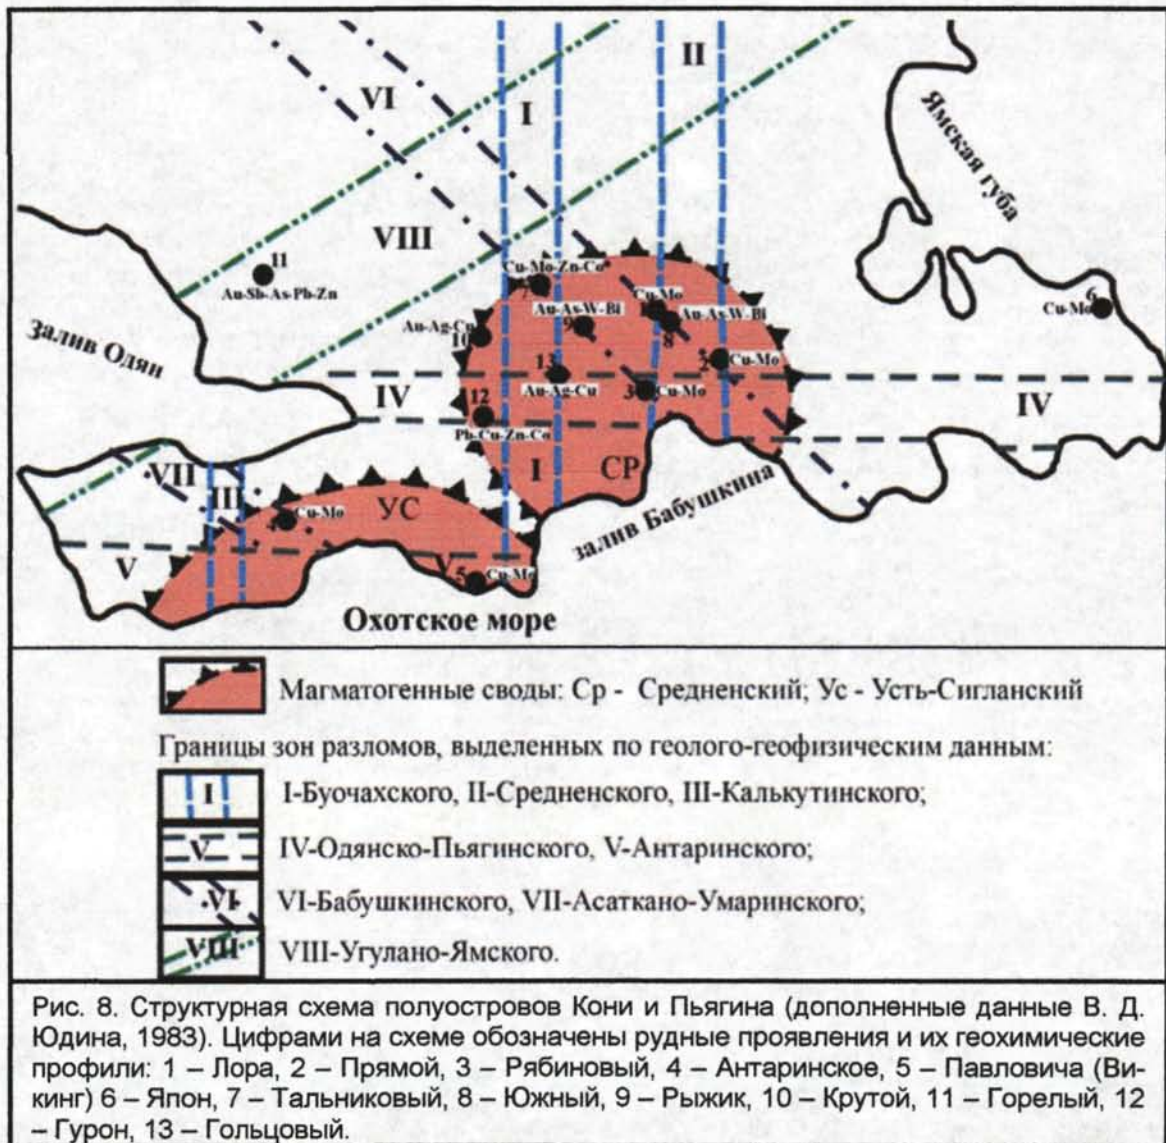 VI
I
II
Ямская губа
VIII
11
Au-Sb-As-Pb-Zn
Cu-Mo-Zn-Co
7
Au-As-W-Bi
9
Cu-Mo
1
Au-As-W-Bi
8
6
Cu-Mo
Au-Ag-Cu
10
залив Одян
13
Au-Ag-Cu
2
Cu-Mo
3
Cu-Mo
IV
IV
12
Pb-Cu-Zn-Co
I
СР
VII
III
УС
залив Бабушкина
4
Cu-Mo
V
V
5
Cu-Mo
Охотское море
Магматогенные своды: Ср - Средненский; Ус - Усть-Сигланский
Границы зон разломов, выделенных по геолого-геофизическим данным:
I
I-Буочахского, II-Средненского, III-Калькутинского;
V
IV-Одянско-Пьягинского, V-Антаринского;
VI
VI-Бабушкинского, VII-Асаткано-Умаринского;
VIII
VIII-Угулано-Ямского.
Рис. 8. Структурная схема полуостровов Кони и Пьягина (дополненные данные В. Д.
Юдина, 1983). Цифрами на схеме обозначены рудные проявления и их геохимические
профили: 1 – Лора, 2 – Прямой, 3 – Рябиновый, 4 – Антаринское, 5 – Павловича (Ви-
кинг) 6 – Япон, 7 – Тальниковый, 8 – Южный, 9 – Рыжик, 10 – Крутой, 11 – Горелый, 12
– Гурон, 13 – Гольцовый.